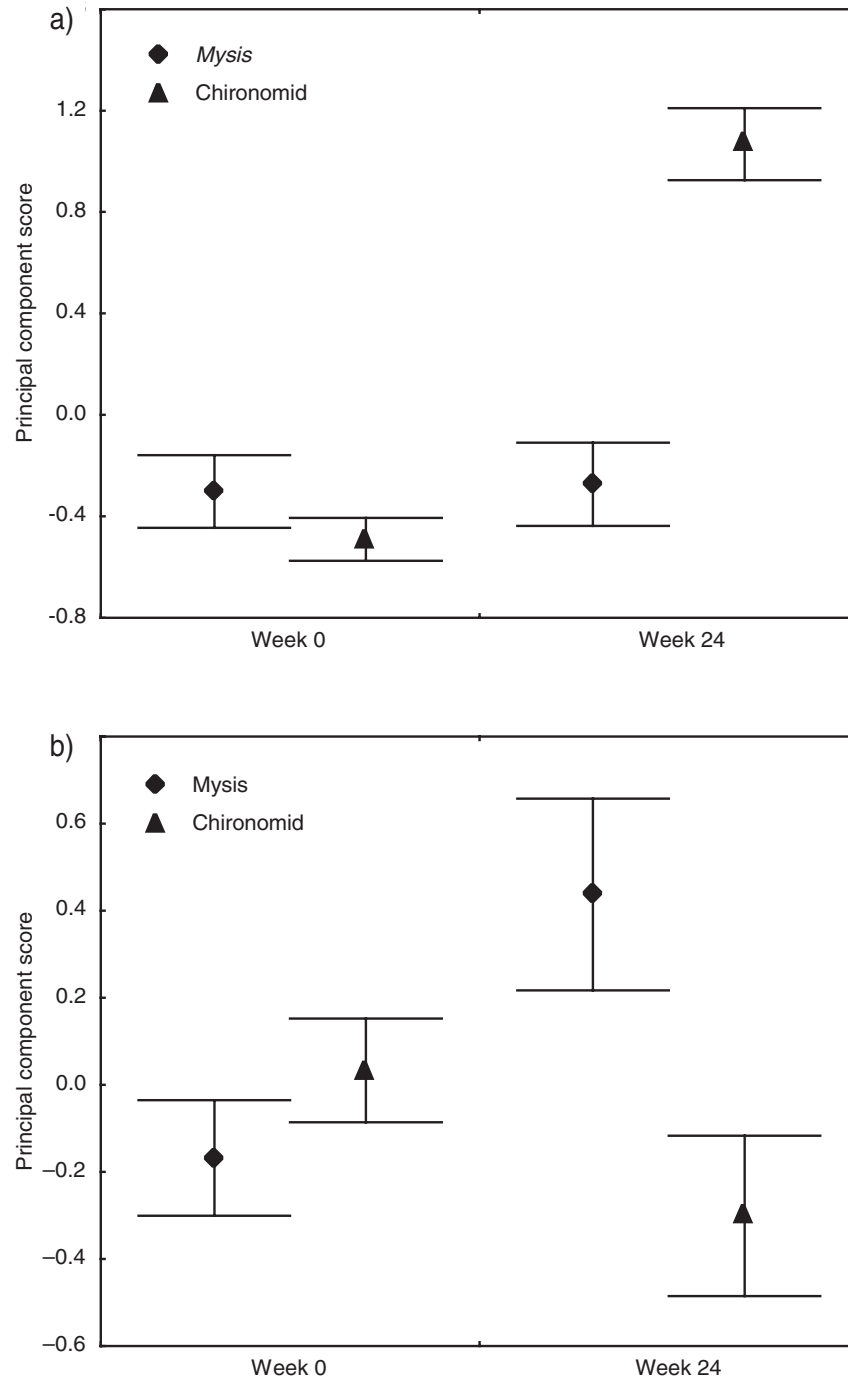 a)
Mysis
Chironomid
Principal component score
1.2
0.8
0.4
0.0
-0.4
-0.8
Week 0 Week 24
b)
Mysis
Chironomid
Principal component score
0.6
0.4
0.2
0.0
–0.2
–0.4
–0.6
Week 0 Week 24